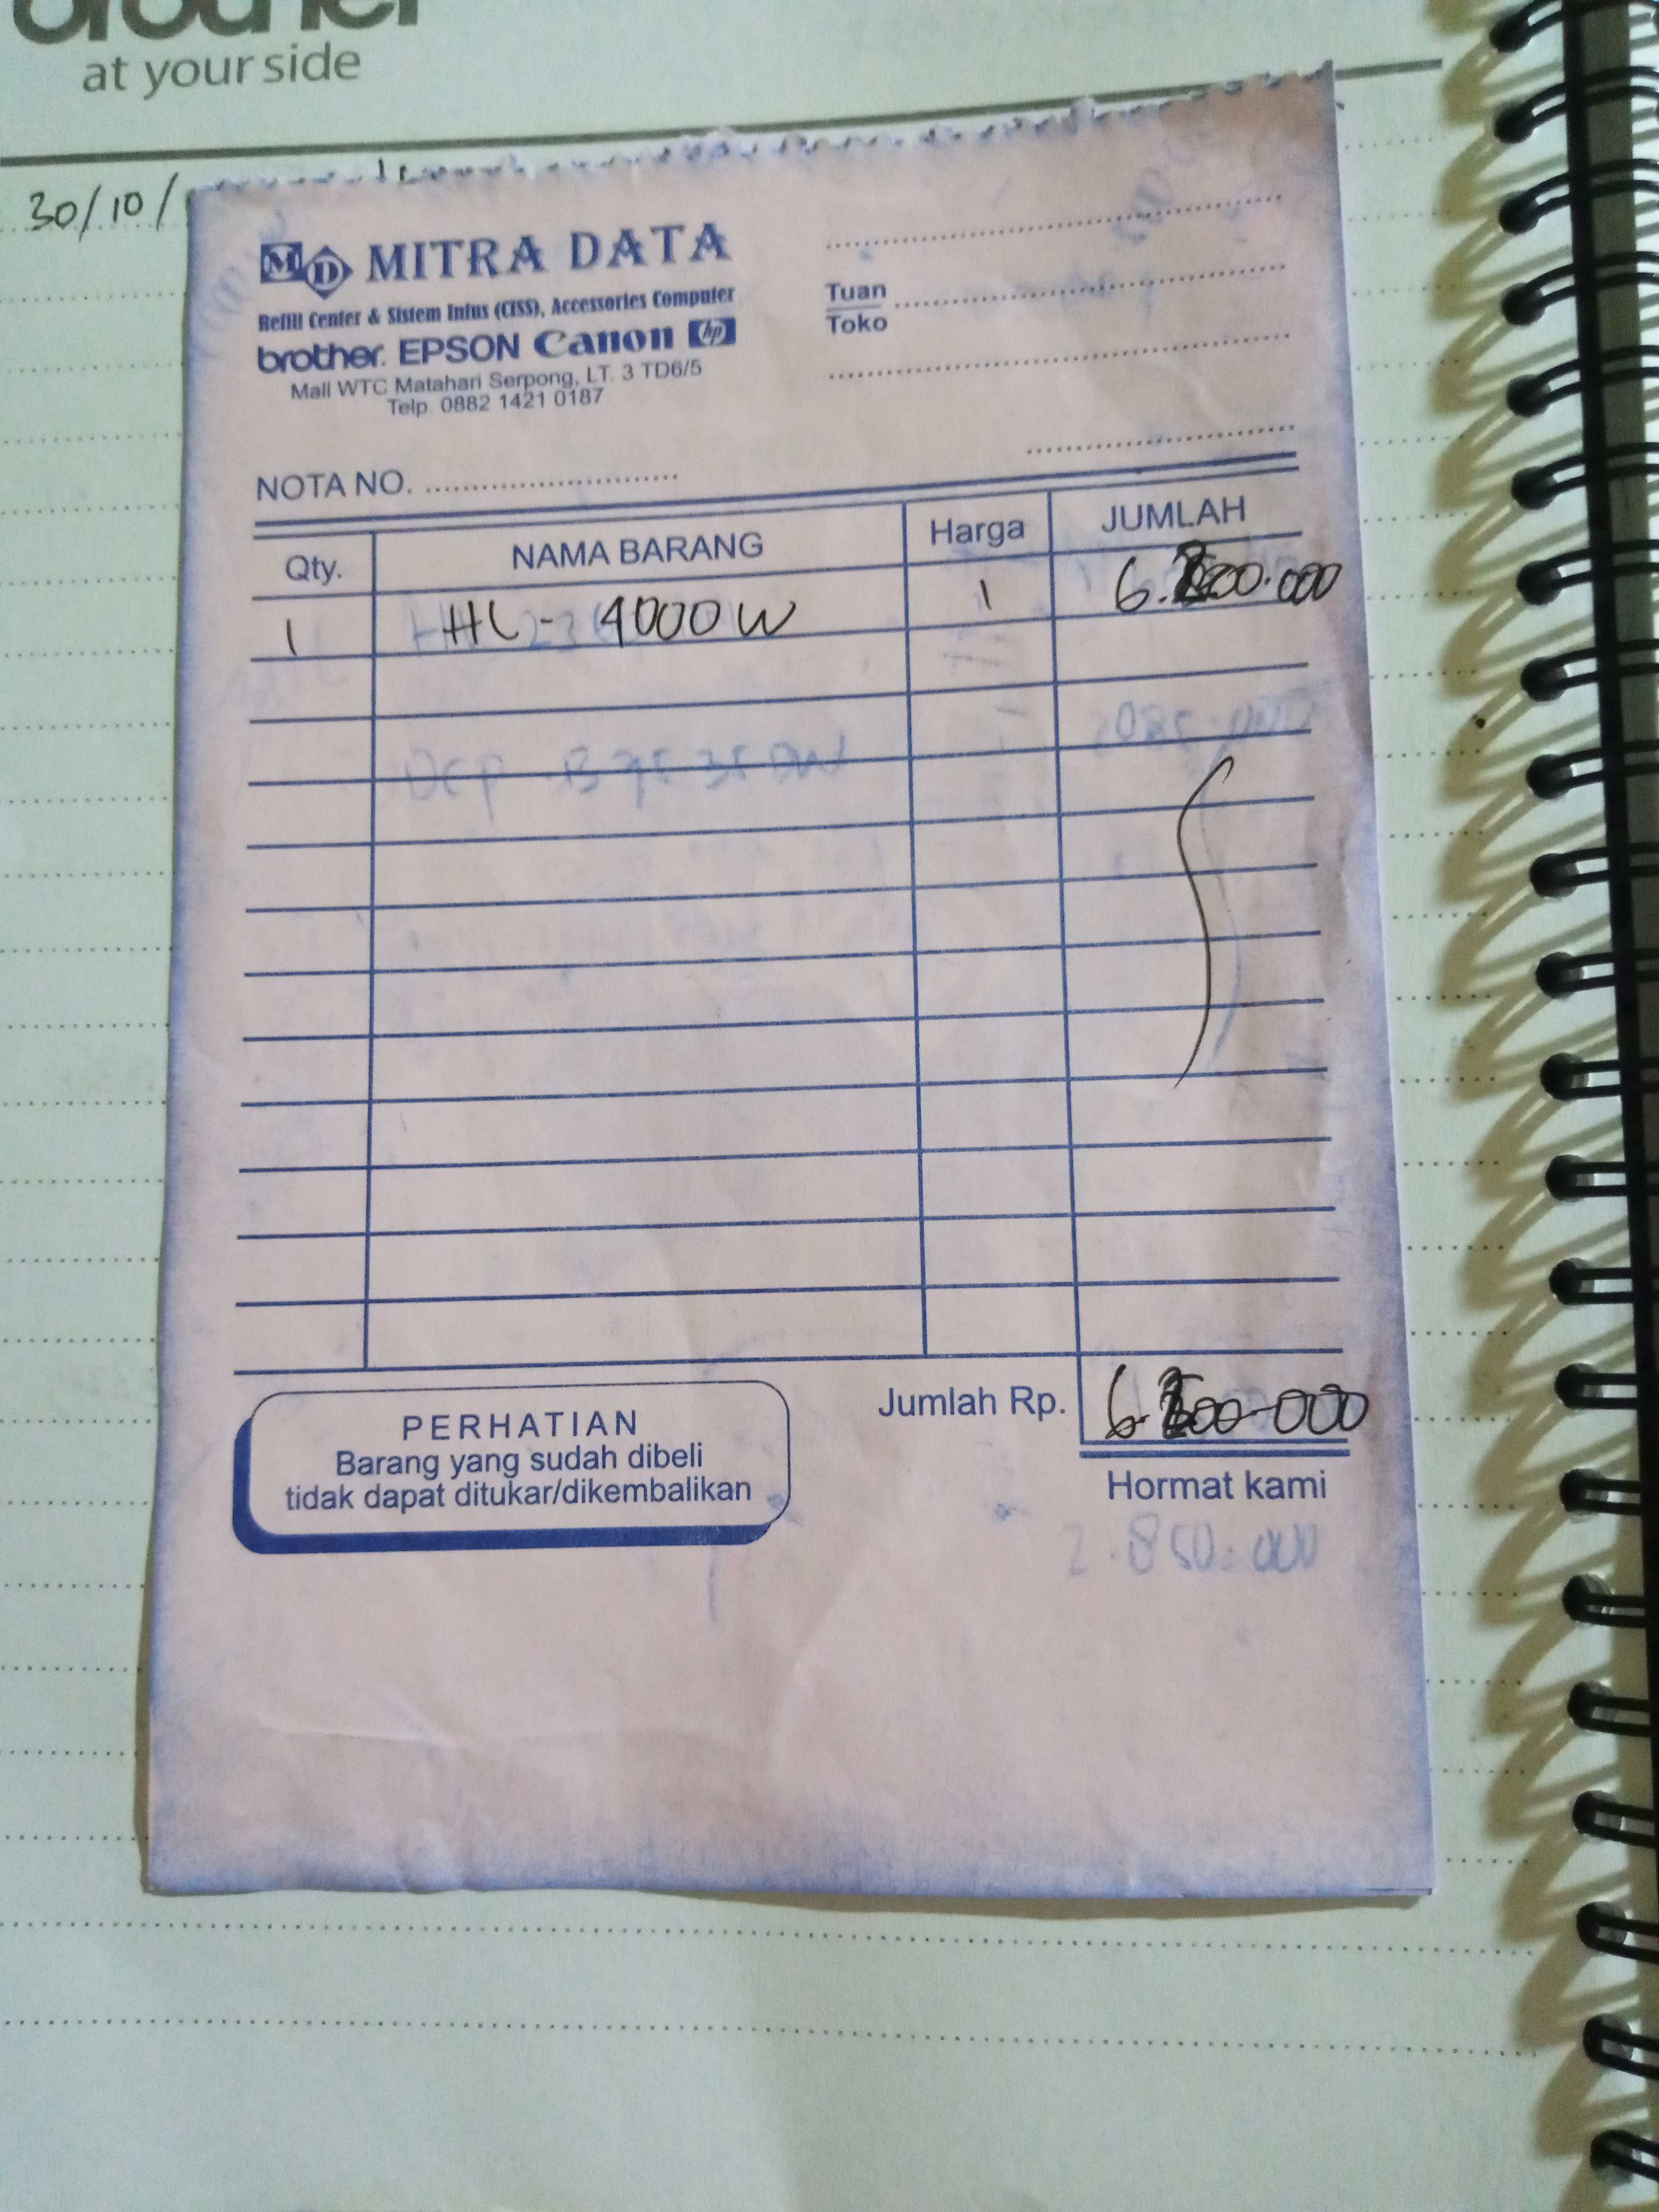 brother
at your side
30/10/
MD MITRA DATA
Refill Center & Sistem Infus (CISS), Accessories Computer
brother. EPSON Canon hp
Mall WTC Matahari Serpong, LT. 3 TD6/5
Telp. 0882 1421 0187
Tuan
Toko
NOTA NO.
Qty. NAMA BARANG Harga JUMLAH
1 HL - 4000 W 1
Jumlah Rp.
PERHATIAN
Barang yang sudah dibeli
tidak dapat ditukar/dikembalikan
Hormat kami
2.850.000